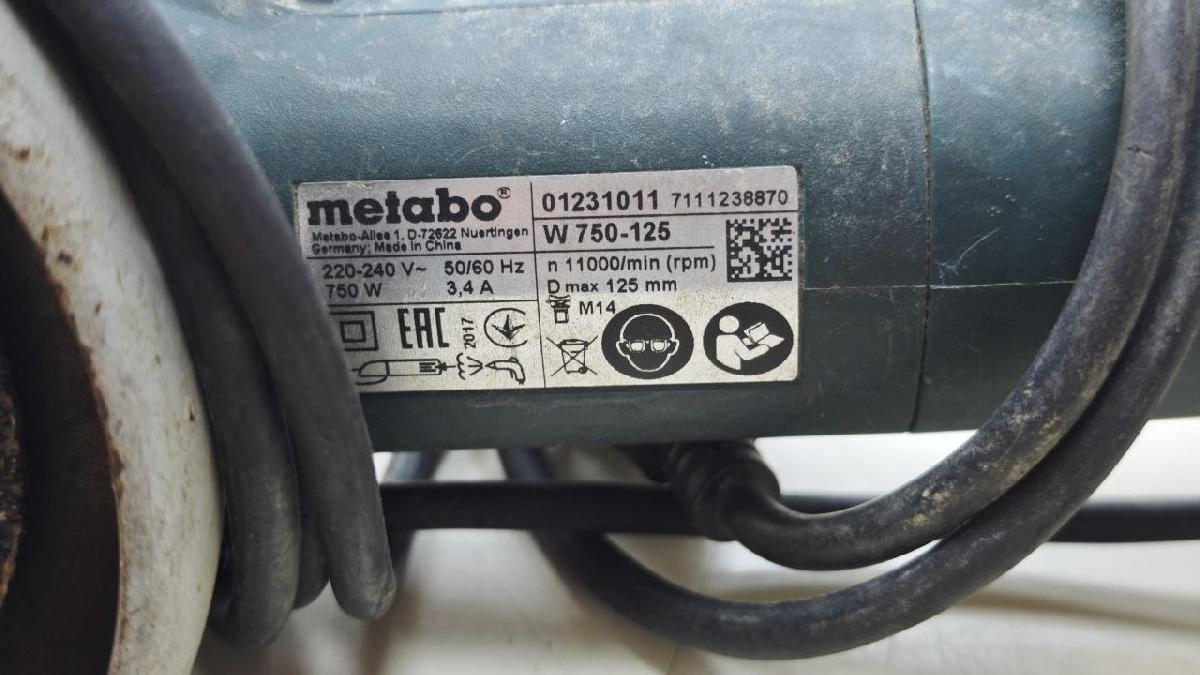 metabo®
Metabo-Allee 1, D-72622 Nuertingen
Germany; Made in China
220-240 V~ 50/60 Hz
750 W 3,4 A
EAC
2017
01231011 7111238870
W 750-125
n 11000/min (rpm)
D max 125 mm
M14